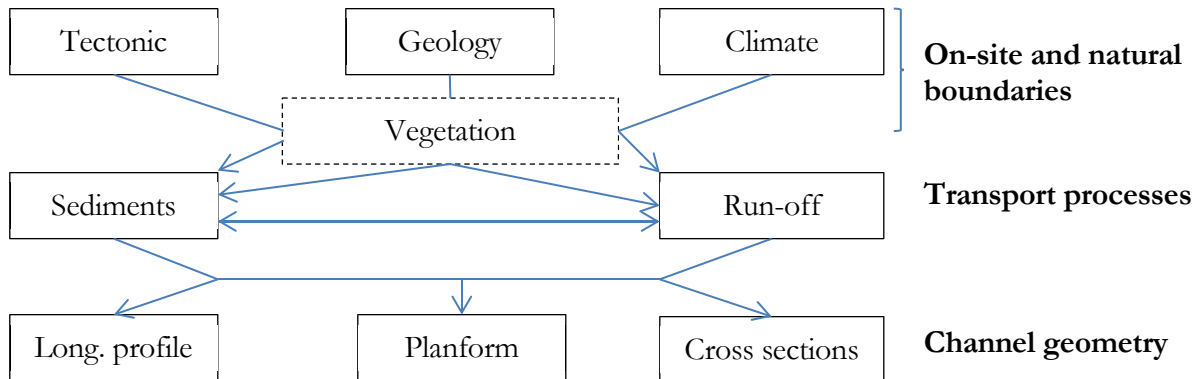 Tectonic
Geology
Climate
On-site and natural
boundaries
Vegetation
Sediments
Run-off
Transport processes
Long. profile
Planform
Cross sections
Channel geometry